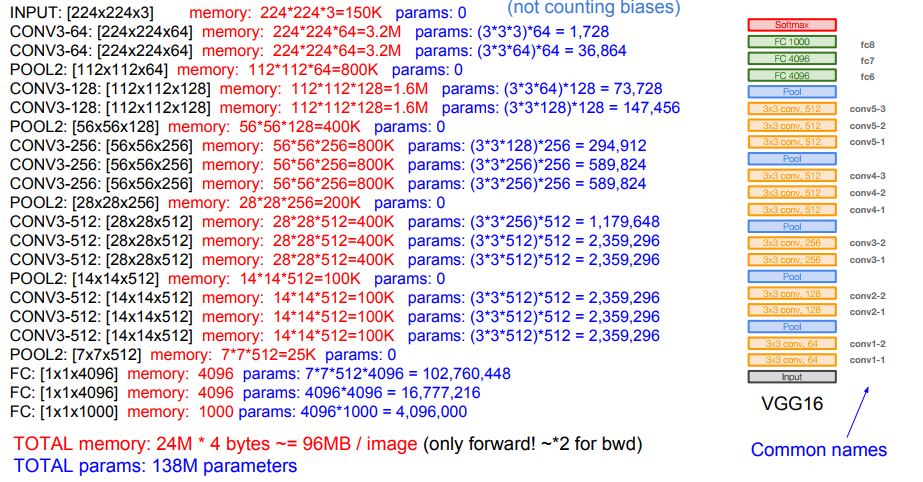 (not counting biases)
INPUT: [224x224x3] memory: 224*224*3=150K params: 0
CONV3-64: [224x224x64] memory: 224*224*64=3.2M params: (3*3*3)*64 = 1,728
CONV3-64: [224x224x64] memory: 224*224*64=3.2M params: (3*3*64)*64 = 36,864
POOL2: [112x112x64] memory: 112*112*64=800K params: 0
CONV3-128: [112x112x128] memory: 112*112*128=1.6M params: (3*3*64)*128 = 73,728
CONV3-128: [112x112x128] memory: 112*112*128=1.6M params: (3*3*128)*128 = 147,456
POOL2: [56x56x128] memory: 56*56*128=400K params: 0
CONV3-256: [56x56x256] memory: 56*56*256=800K params: (3*3*128)*256 = 294,912
CONV3-256: [56x56x256] memory: 56*56*256=800K params: (3*3*256)*256 = 589,824
CONV3-256: [56x56x256] memory: 56*56*256=800K params: (3*3*256)*256 = 589,824
POOL2: [28x28x256] memory: 28*28*256=200K params: 0
CONV3-512: [28x28x512] memory: 28*28*512=400K params: (3*3*256)*512 = 1,179,648
CONV3-512: [28x28x512] memory: 28*28*512=400K params: (3*3*512)*512 = 2,359,296
CONV3-512: [28x28x512] memory: 28*28*512=400K params: (3*3*512)*512 = 2,359,296
POOL2: [14x14x512] memory: 14*14*512=100K params: 0
CONV3-512: [14x14x512] memory: 14*14*512=100K params: (3*3*512)*512 = 2,359,296
CONV3-512: [14x14x512] memory: 14*14*512=100K params: (3*3*512)*512 = 2,359,296
CONV3-512: [14x14x512] memory: 14*14*512=100K params: (3*3*512)*512 = 2,359,296
POOL2: [7x7x512] memory: 7*7*512=25K params: 0
FC: [1x1x4096] memory: 4096 params: 7*7*512*4096 = 102,760,448
FC: [1x1x4096] memory: 4096 params: 4096*4096 = 16,777,216
FC: [1x1x1000] memory: 1000 params: 4096*1000 = 4,096,000
TOTAL memory: 24M * 4 bytes ~= 96MB / image (only forward! ~*2 for bwd)
TOTAL params: 138M parameters
Softmax
FC 1000 fc8
FC 4096 fc7
FC 4096 fc6
Pool
3x3 conv, 512 conv5-3
3x3 conv, 512 conv5-2
3x3 conv, 512 conv5-1
Pool
3x3 conv, 512 conv4-3
3x3 conv, 512 conv4-2
3x3 conv, 512 conv4-1
Pool
3x3 conv, 256 conv3-2
3x3 conv, 256 conv3-1
Pool
3x3 conv, 128 conv2-2
3x3 conv, 128 conv2-1
Pool
3x3 conv, 64 conv1-2
3x3 conv, 64 conv1-1
Input
VGG16
Common names